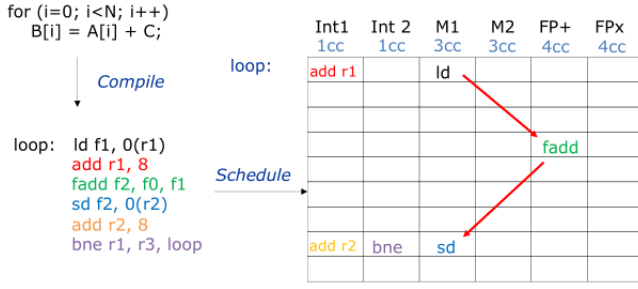 for (i=0; i<N; i++)
B[i] = A[i] + C;
Compile
loop: ld f1, 0(r1)
add r1, 8
fadd f2, f0, f1
sd f2, 0(r2)
add r2, 8
bne r1, r3, loop
Schedule
Int1 Int 2 M1 M2 FP+ FPx
1cc 1cc 3cc 3cc 4cc 4cc
loop: add r1 ld
fadd
add r2 bne sd